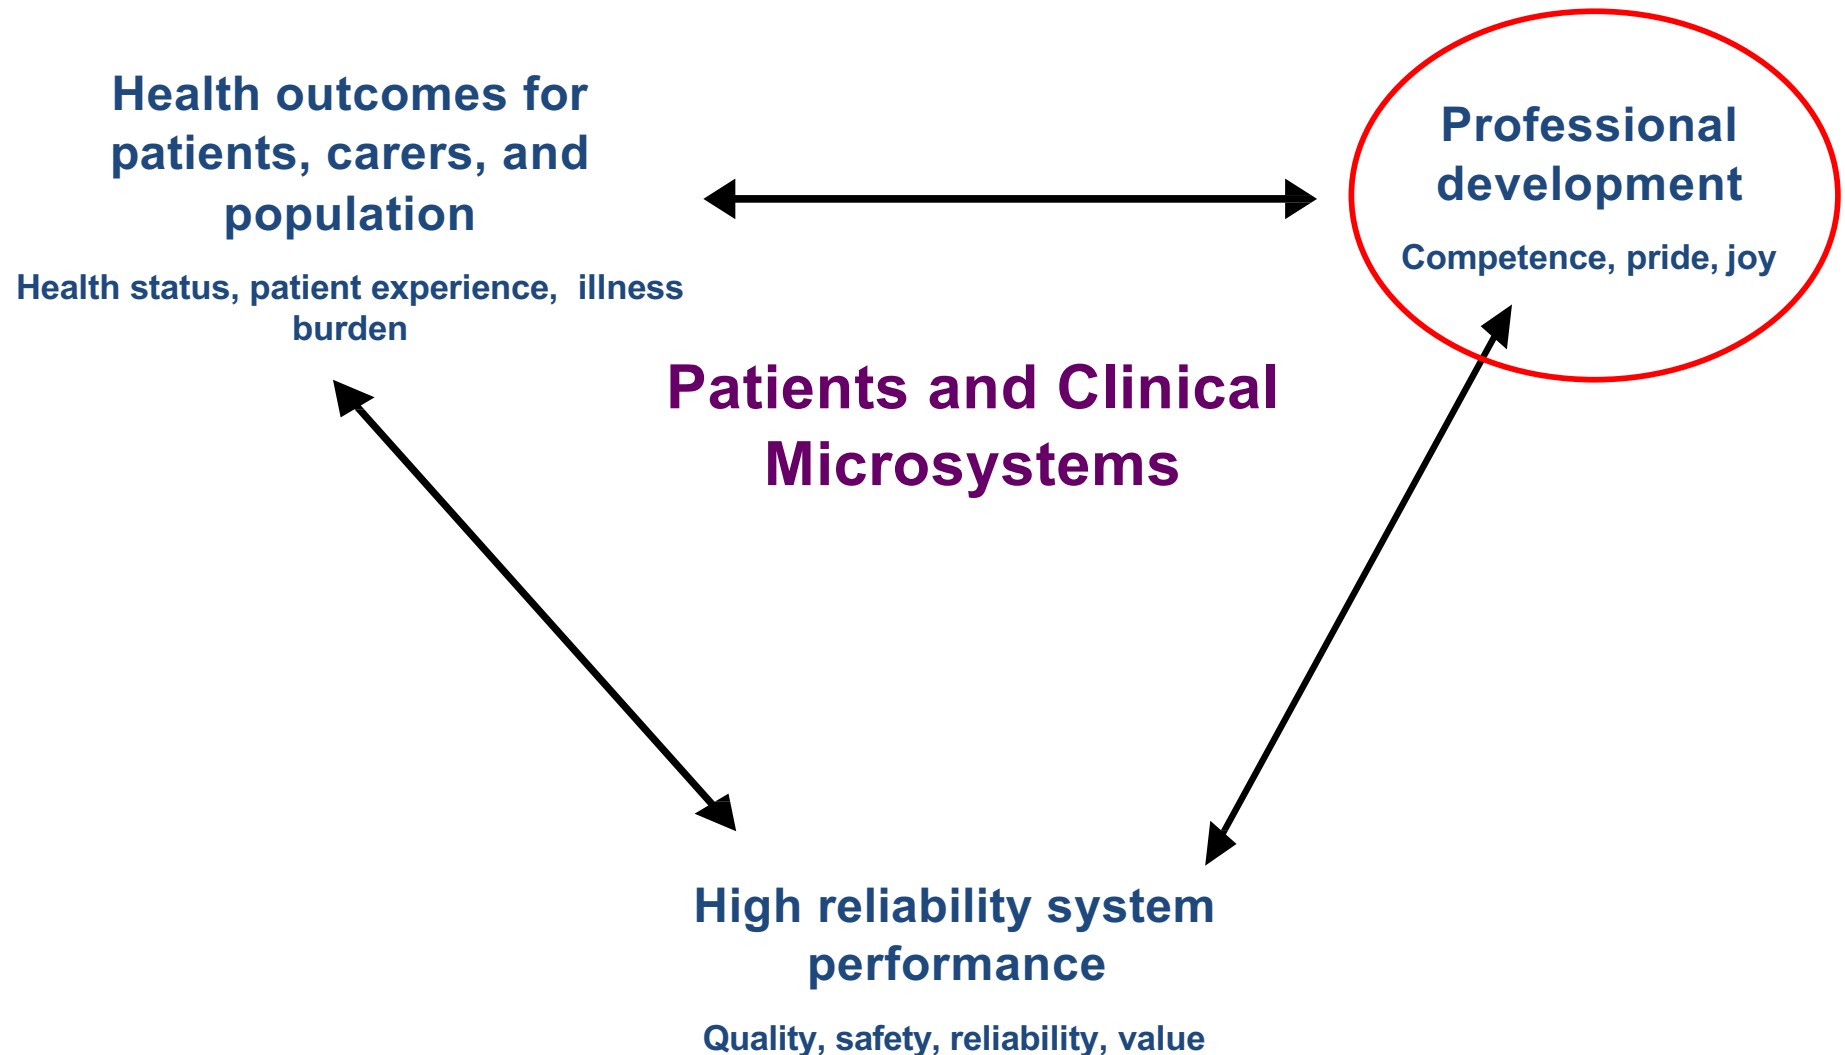 Health outcomes for
patients, carers, and
population
Health status, patient experience,  illness
burden
Professional
development
Competence, pride, joy
Patients and Clinical
Microsystems
High reliability system
performance
Quality, safety, reliability, value